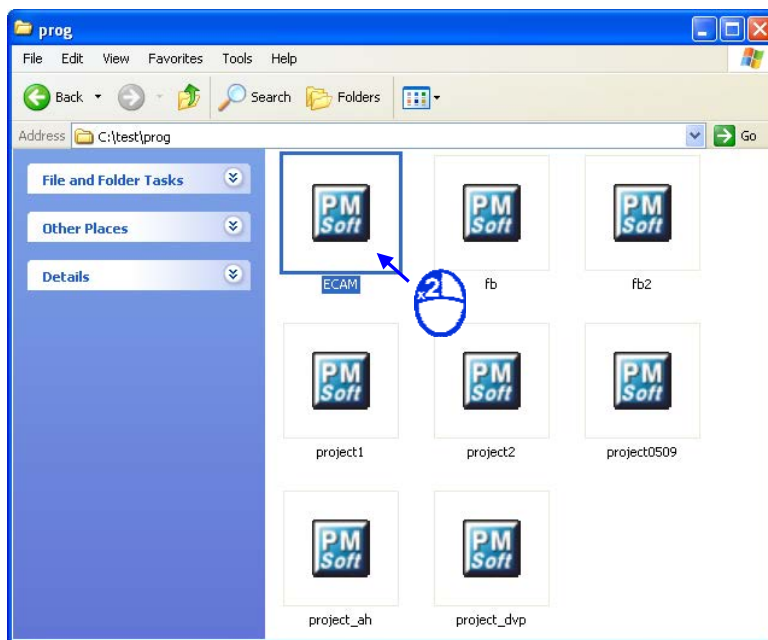 prog
File Edit View Favorites Tools Help
Back Search Folders
Address C:\test\prog Go
File and Folder Tasks
Other Places
Details
PM Soft PM Soft PM Soft
ECAM fb fb2
x2
PM Soft PM Soft PM Soft
project1 project2 project0509
PM Soft PM Soft
project_ah project_dvp